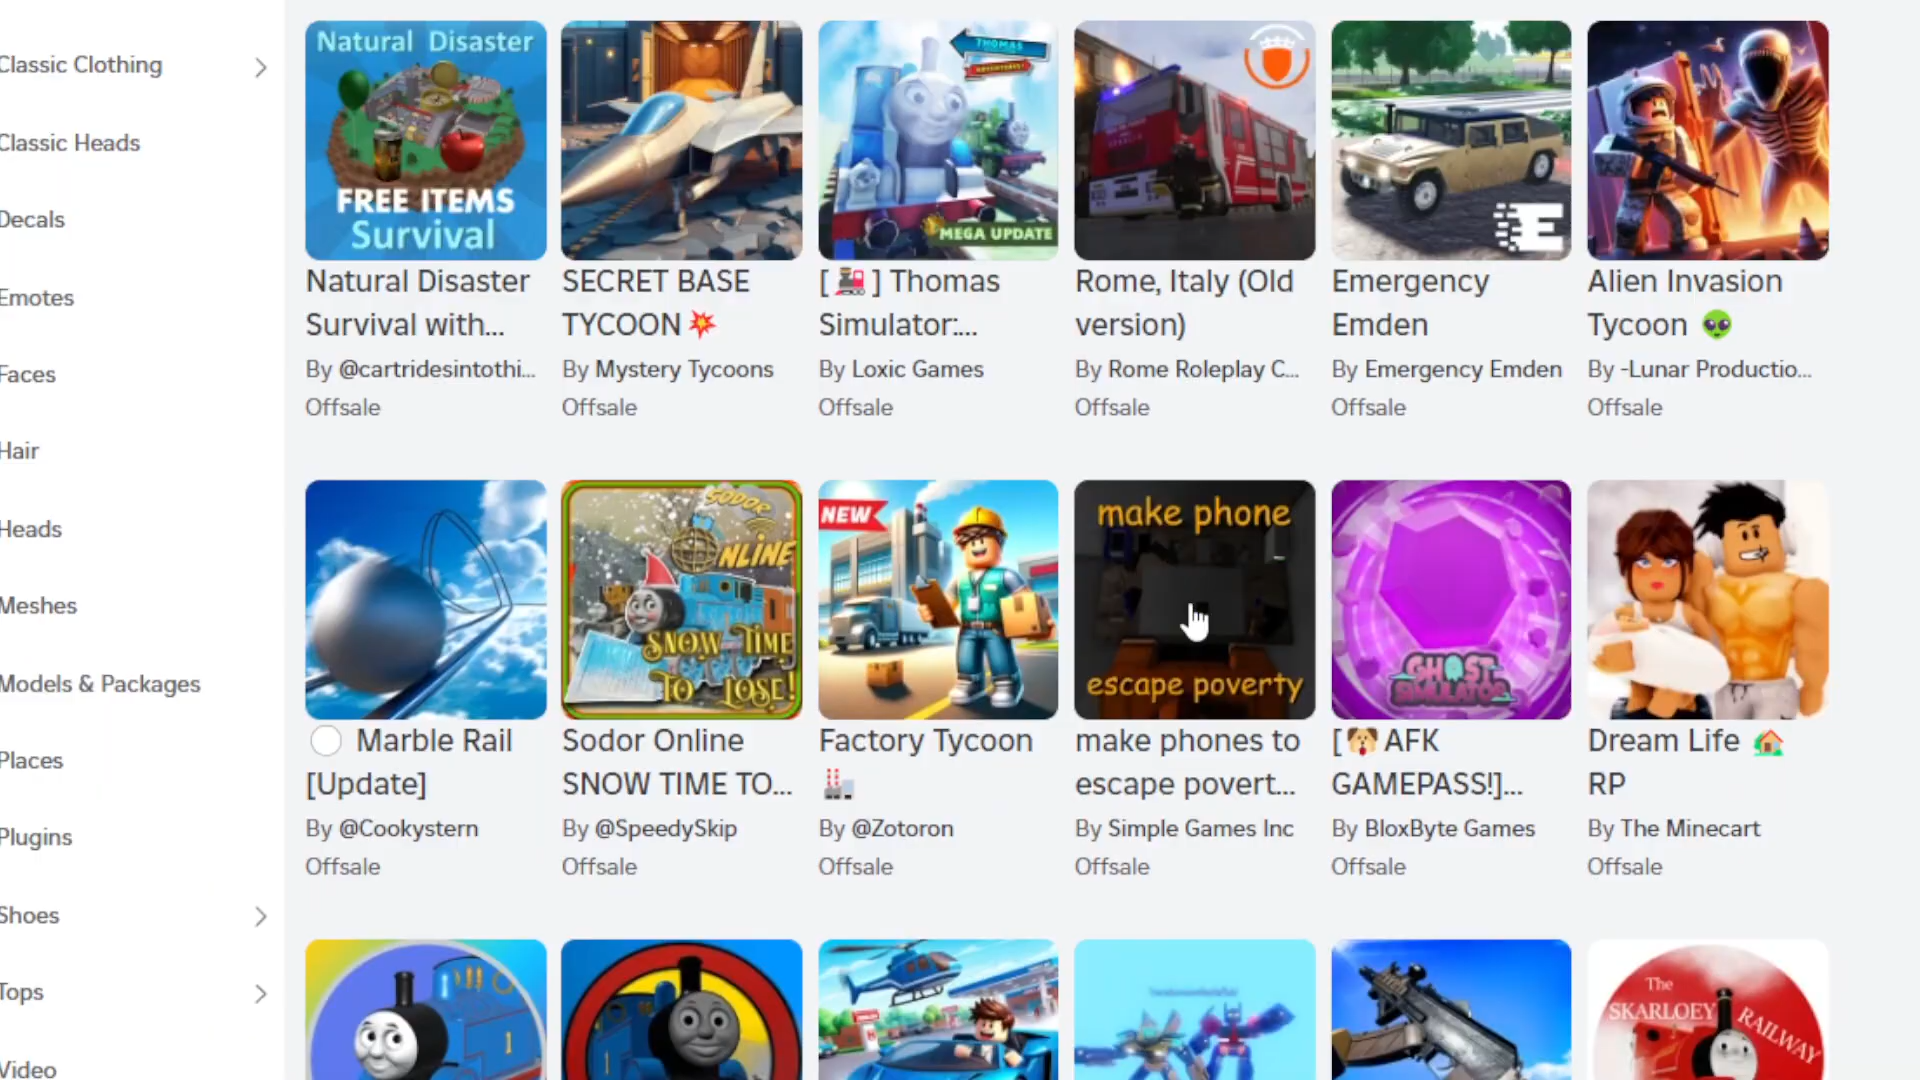 Classic Clothing
Classic Heads
Decals
Emotes
Faces
Hair
Heads
Meshes
Models & Packages
Places
Plugins
Shoes
Tops
Video
Natural Disaster
FREE ITEMS
Survival
Natural Disaster
Survival with...
By @cartridesintothi...
Offsale
SECRET BASE
TYCOON
By Mystery Tycoons
Offsale
THOMAS
MEGA UPDATE
[🚂] Thomas
Simulator:...
By Loxic Games
Offsale
Rome, Italy (Old
version)
By Rome Roleplay C...
Offsale
E
Emergency
Emden
By Emergency Emden
Offsale
Alien Invasion
Tycoon
By -Lunar Productio...
Offsale
Marble Rail
[Update]
By @Cookystern
Offsale
SODOR
ONLINE
SNOW TIME
TO LOSE!
Sodor Online
SNOW TIME TO...
By @SpeedySkip
Offsale
NEW
Factory Tycoon
By @Zotoron
Offsale
make phone
escape poverty
make phones to
escape povert...
By Simple Games Inc
Offsale
GHOST
SIMULATOR
[🐶AFK
GAMEPASS!]...
By BloxByte Games
Offsale
Dream Life
RP
By The Minecart
Offsale
1
The
SKARLOEY
RAILWAY